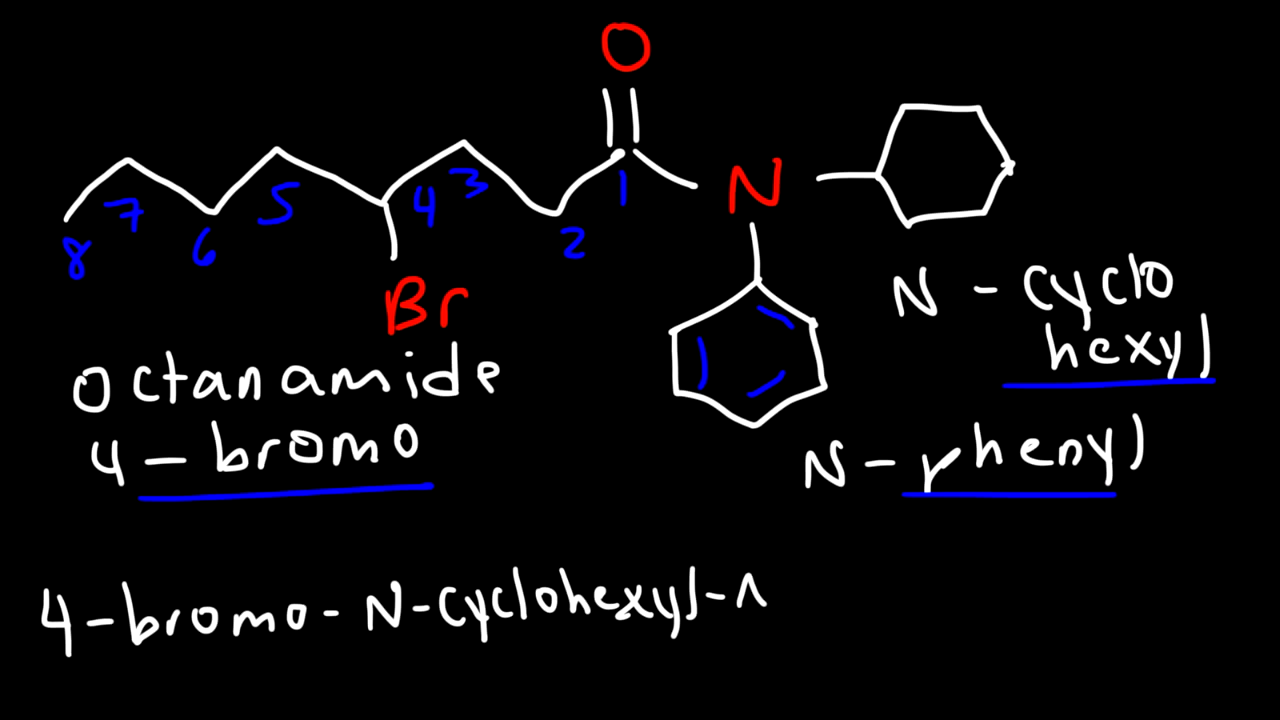 O
N
1
2
3
4
5
6
7
8
Br
N - cyclo
hexyl
octanamide
4 - bromo
N - phenyl
4-bromo-N-cyclohexyl-